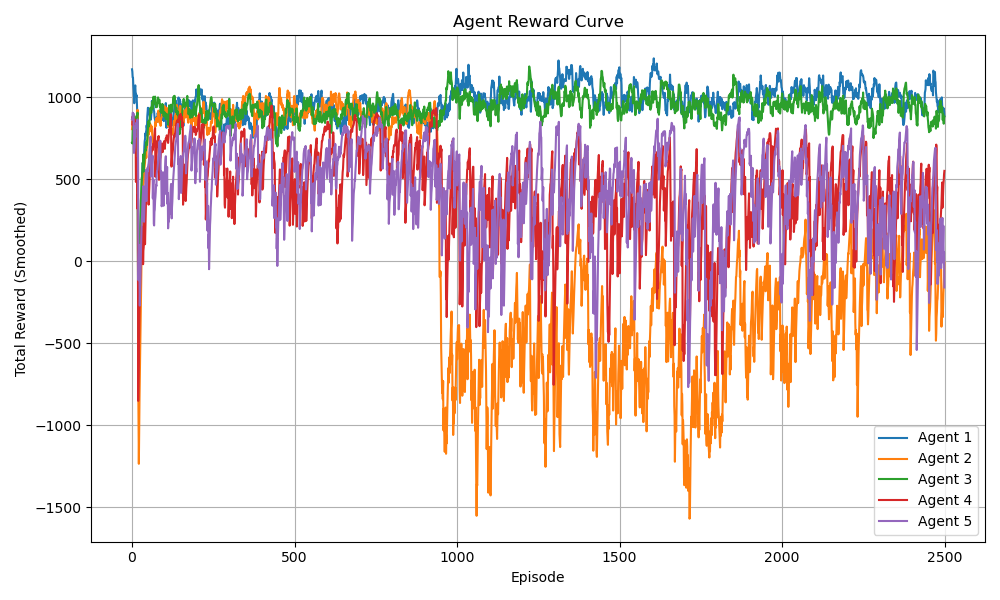 Agent Reward Curve
Total Reward (Smoothed)
1000
500
0
−500
−1000
−1500
0
500
1000
1500
2000
2500
Episode
Agent 1
Agent 2
Agent 3
Agent 4
Agent 5